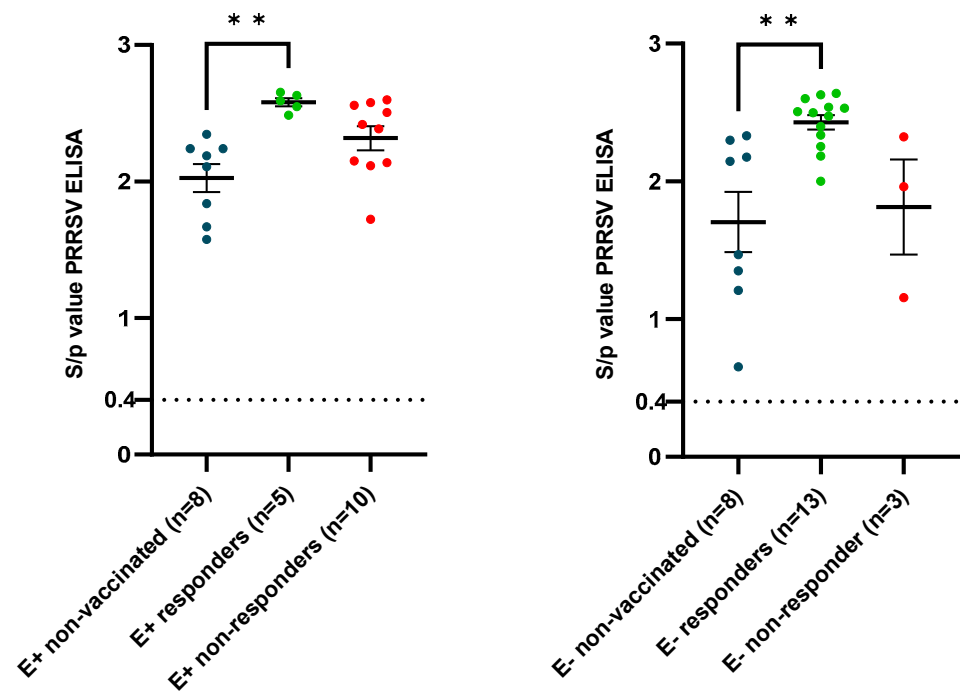 * *
3
2
1
0.4
0
S/p value PRRSV ELISA
E+ non-vaccinated (n=8)
E+ responders (n=5)
E+ non-responders (n=10)
* *
3
2
1
0.4
0
S/p value PRRSV ELISA
E- non-vaccinated (n=8)
E- responders (n=13)
E- non-responder (n=3)